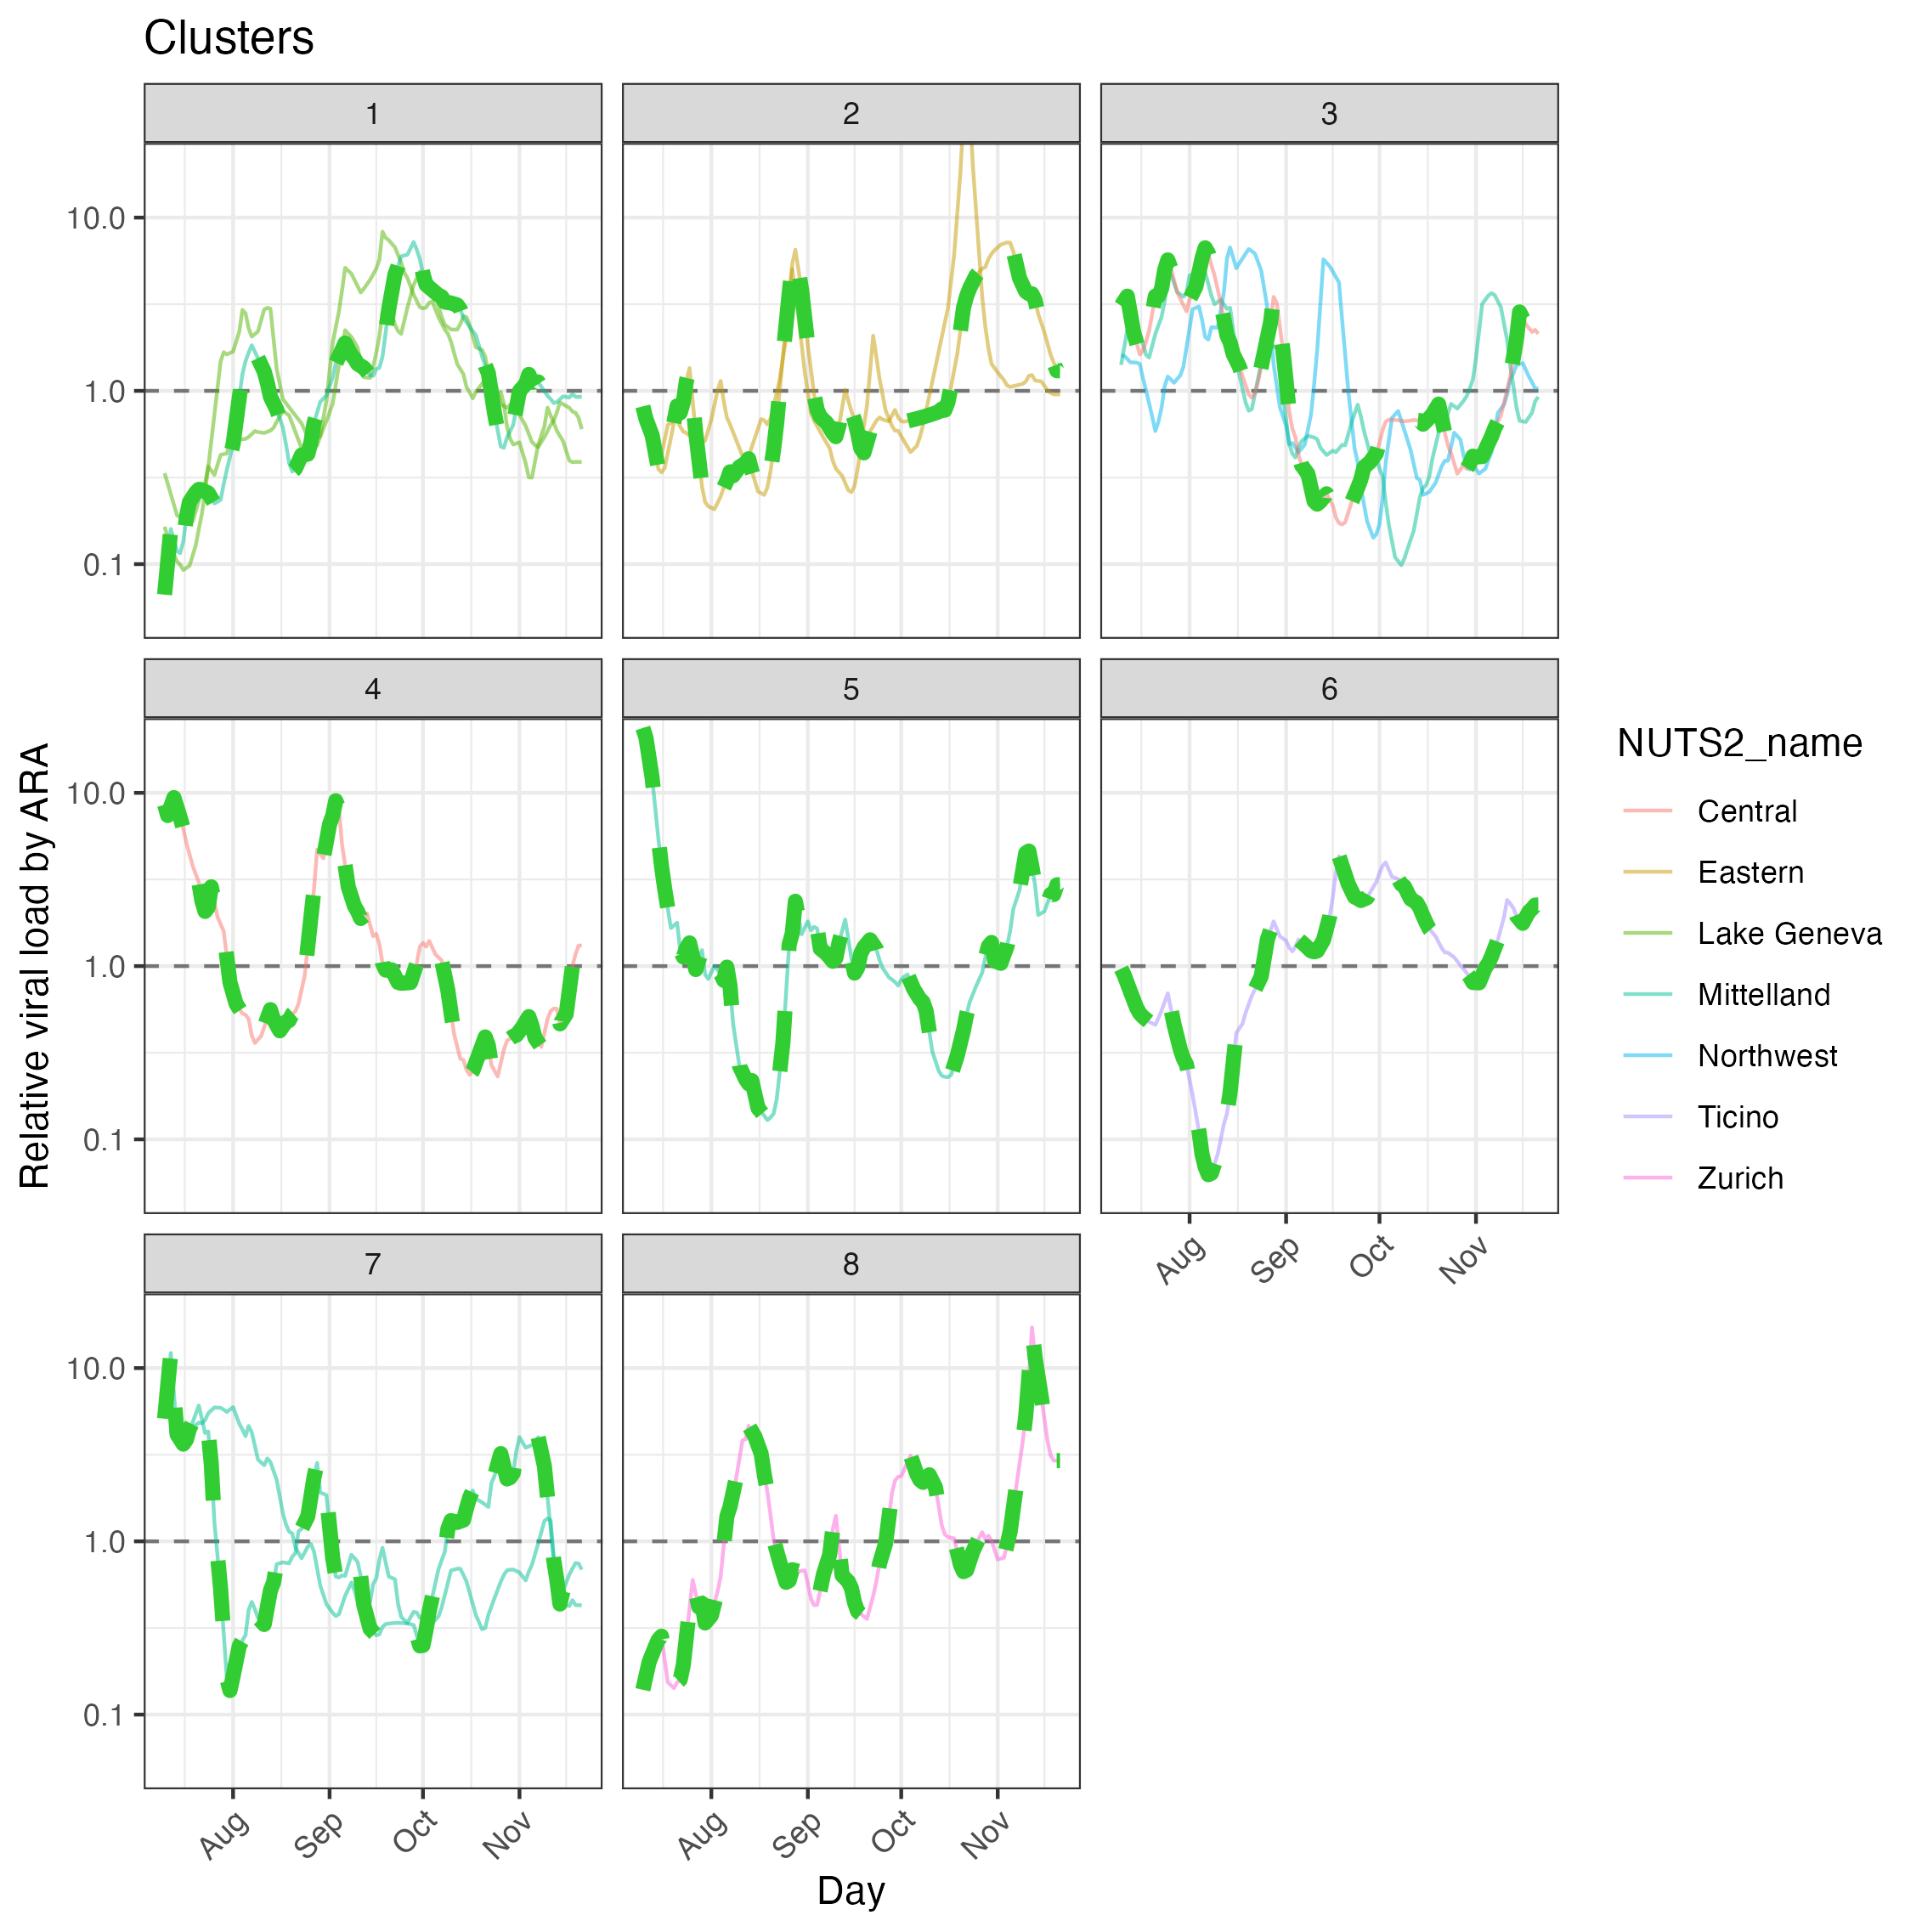 Clusters
1
2
3
10.0
1.0
0.1
4
5
6
10.0
1.0
0.1
Aug
Sep
Oct
Nov
7
8
10.0
1.0
0.1
Aug
Sep
Oct
Nov
Aug
Sep
Oct
Nov
Day
Relative viral load by ARA
NUTS2_name
Central
Eastern
Lake Geneva
Mittelland
Northwest
Ticino
Zurich